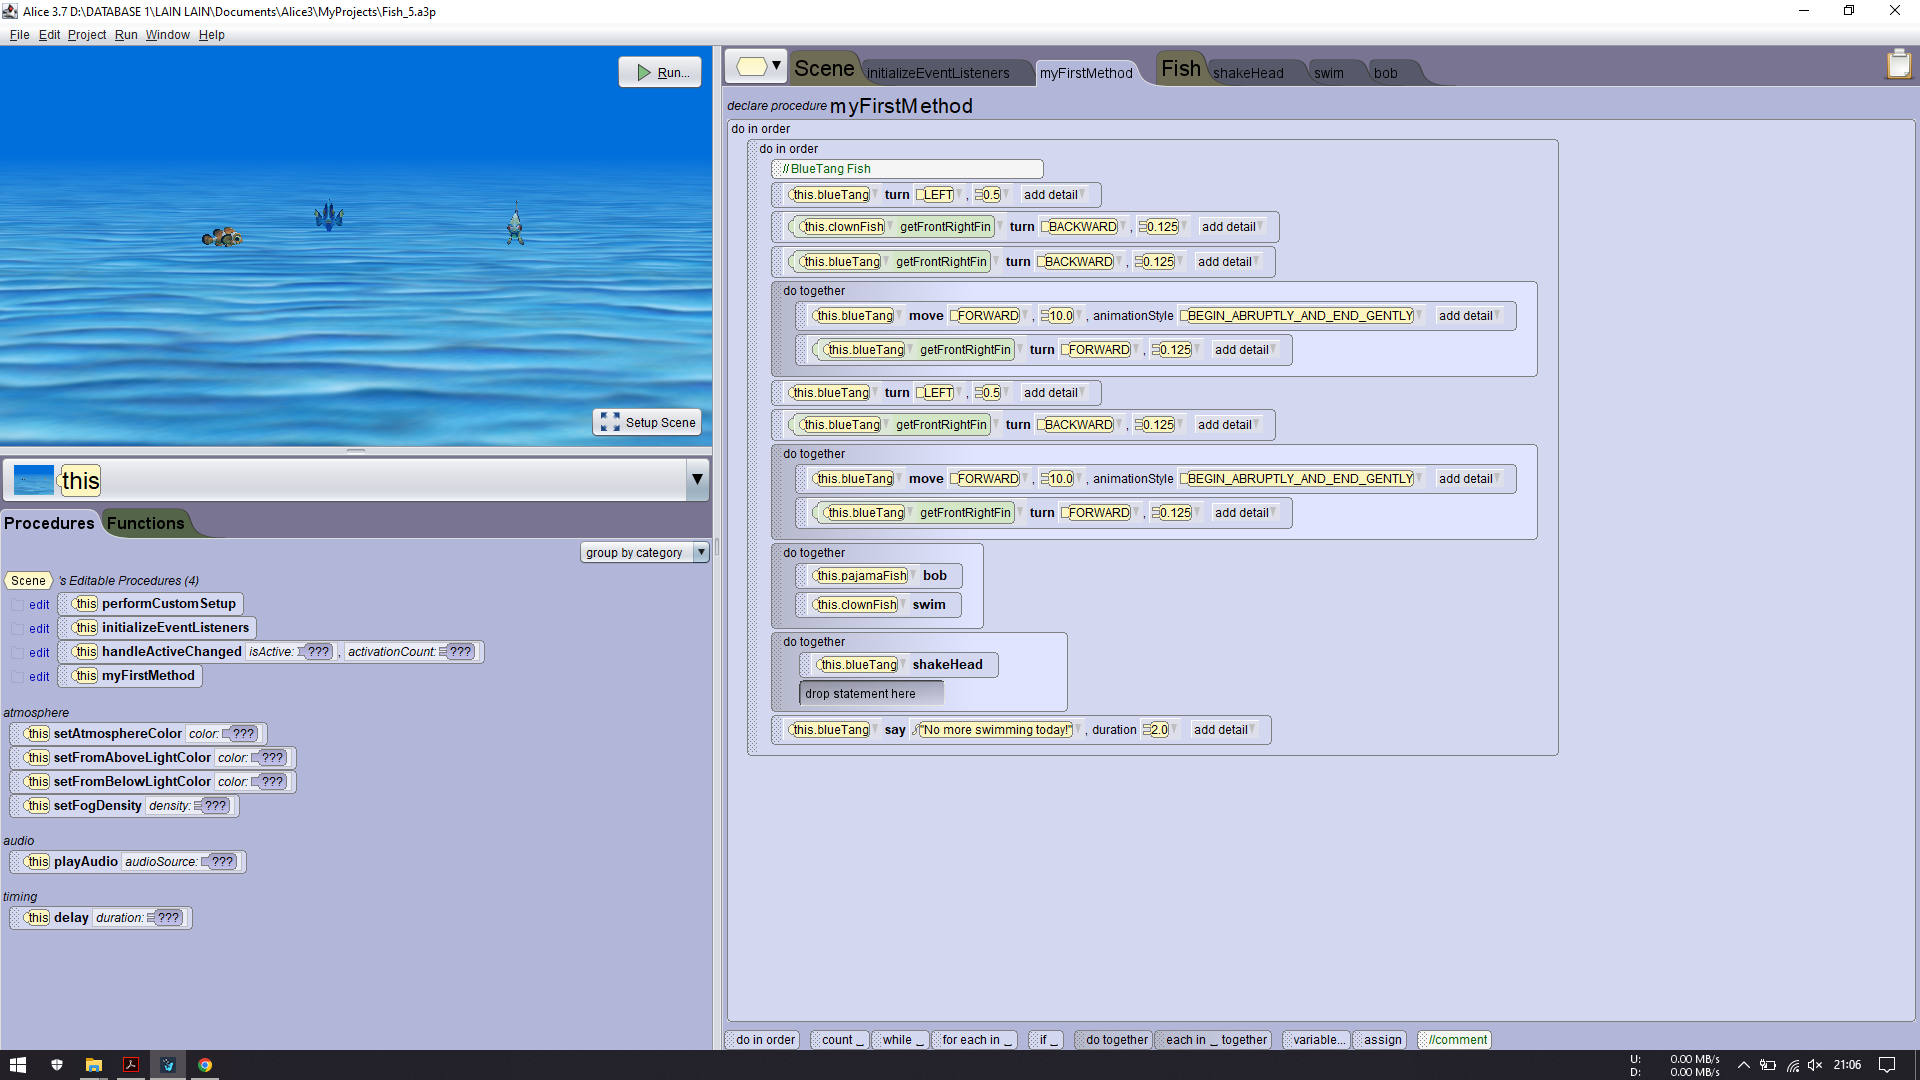 Alice 3.7 D:\DATABASE 1\LAIN LAIN\Documents\Alice3\MyProjects\Fish_5.a3p
File Edit Project Run Window Help
Run...
Setup Scene
this
Procedures Functions
group by category
Scene 's Editable Procedures (4)
edit this performCustomSetup
edit this initializeEventListeners
edit this handleActiveChanged isActive: ??? , activationCount: ???
edit this myFirstMethod
atmosphere
this setAtmosphereColor color: ???
this setFromAboveLightColor color: ???
this setFromBelowLightColor color: ???
this setFogDensity density: ???
audio
this playAudio audioSource: ???
timing
this delay duration: ???
Scene initializeEventListeners myFirstMethod Fish shakeHead swim bob
declare procedure myFirstMethod
do in order
do in order
//BlueTang Fish
this.blueTang turn LEFT , 0.5 add detail
this.clownFish getFrontRightFin turn BACKWARD , 0.125 add detail
this.blueTang getFrontRightFin turn BACKWARD , 0.125 add detail
do together
this.blueTang move FORWARD , 10.0 , animationStyle BEGIN_ABRUPTLY_AND_END_GENTLY add detail
this.blueTang getFrontRightFin turn FORWARD , 0.125 add detail
this.blueTang turn LEFT , 0.5 add detail
this.blueTang getFrontRightFin turn BACKWARD , 0.125 add detail
do together
this.blueTang move FORWARD , 10.0 , animationStyle BEGIN_ABRUPTLY_AND_END_GENTLY add detail
this.blueTang getFrontRightFin turn FORWARD , 0.125 add detail
do together
this.pajamaFish bob
this.clownFish swim
do together
this.blueTang shakeHead
drop statement here
this.blueTang say "No more swimming today!" , duration 2.0 add detail
do in order count _ while _ for each in _ if _ do together each in _ together variable... assign //comment
U: 0.00 MB/s
D: 0.00 MB/s
21:06